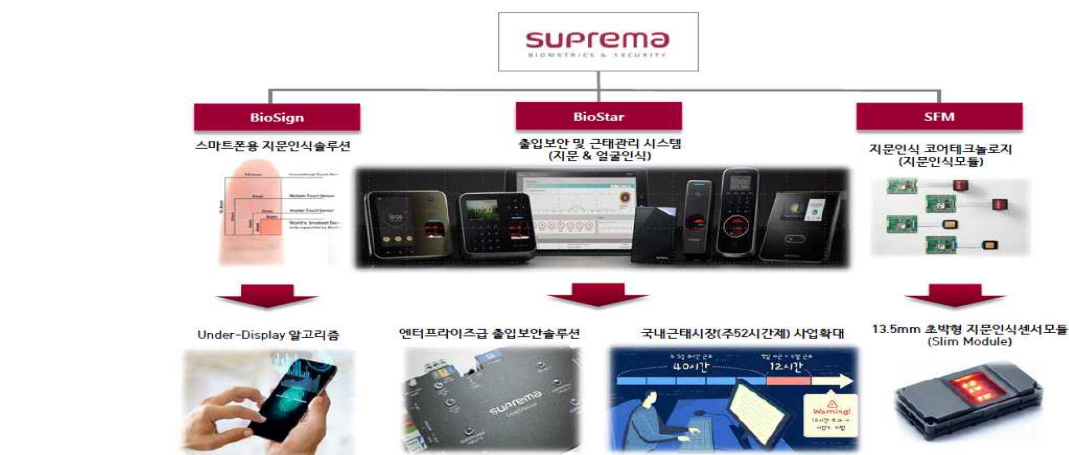 suprema
BIOMETRICS & SECURITY
BioSign
BioStar
SFM
스마트폰용 지문인식솔루션
출입보안 및 근태관리 시스템
(지문 & 얼굴인식)
지문인식 코어테크놀로지
(지문인식모듈)
Under-Display 알고리즘
엔터프라이즈급 출입보안솔루션
국내근태시장(주52시간제) 사업확대
13.5mm 초박형 지문인식센서모듈
(Slim Module)
suprema
40시간
12시간
Warning!